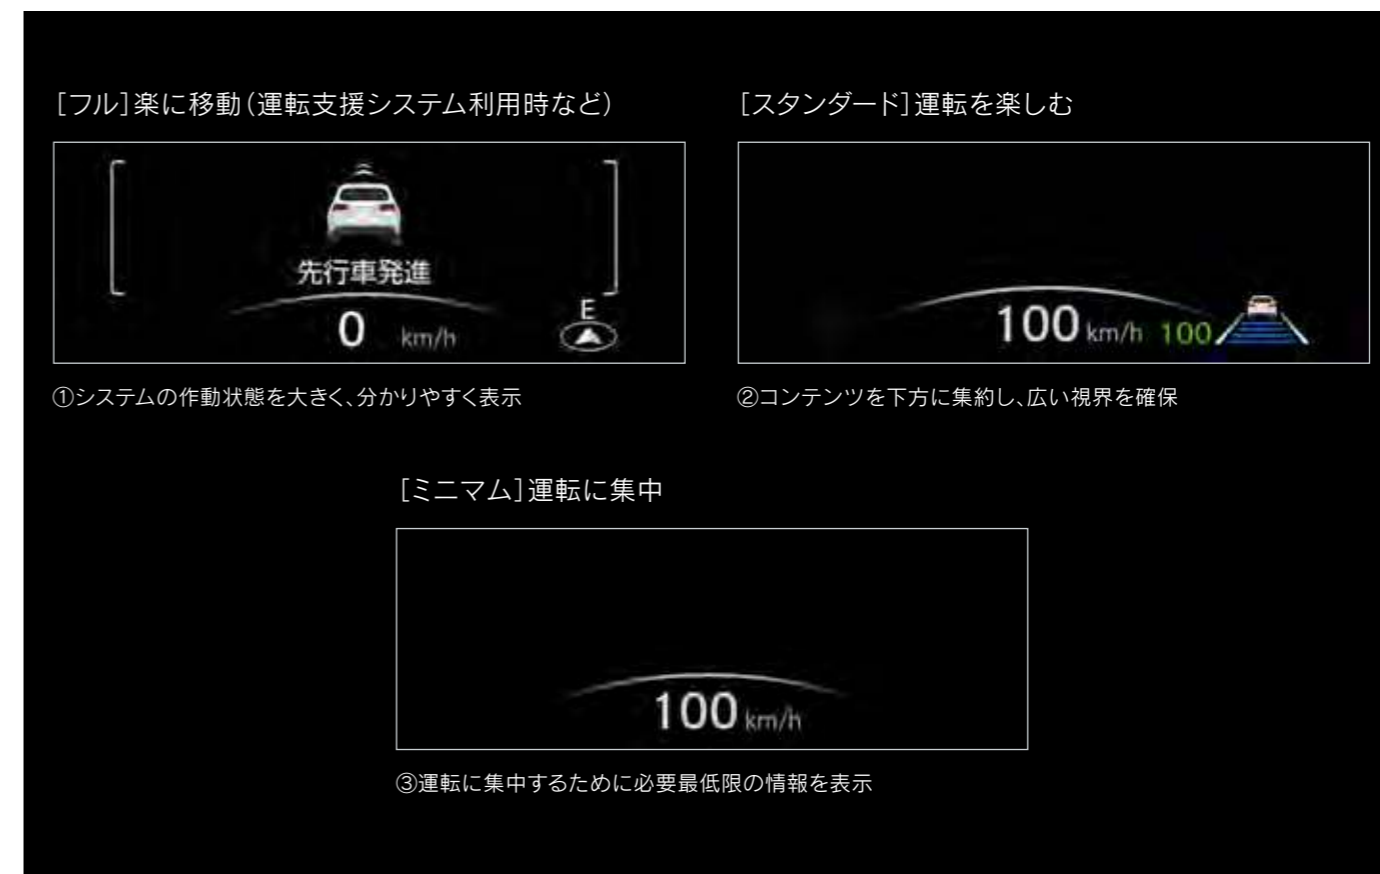 [フル]楽に移動(運転支援システム利用時など)
先行車発進
0 km/h
E
①システムの作動状態を大きく、分かりやすく表示
[スタンダード]運転を楽しむ
100 km/h 100
②コンテンツを下方に集約し、広い視界を確保
[ミニマム]運転に集中
100 km/h
③運転に集中するために必要最低限の情報を表示